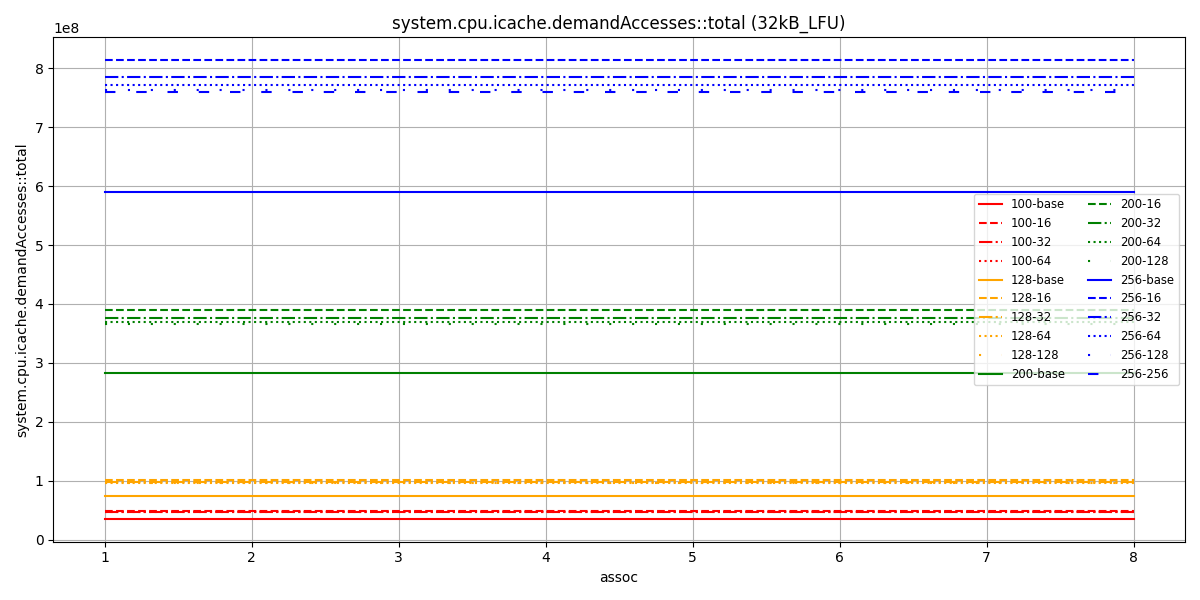 system.cpu.icache.demandAccesses::total (32kB_LFU)
1e8
8
7
6
5
4
3
2
1
0
system.cpu.icache.demandAccesses::total
1 2 3 4 5 6 7 8
assoc
100-base
100-16
100-32
100-64
128-base
128-16
128-32
128-64
128-128
200-base
200-16
200-32
200-64
200-128
256-base
256-16
256-32
256-64
256-128
256-256